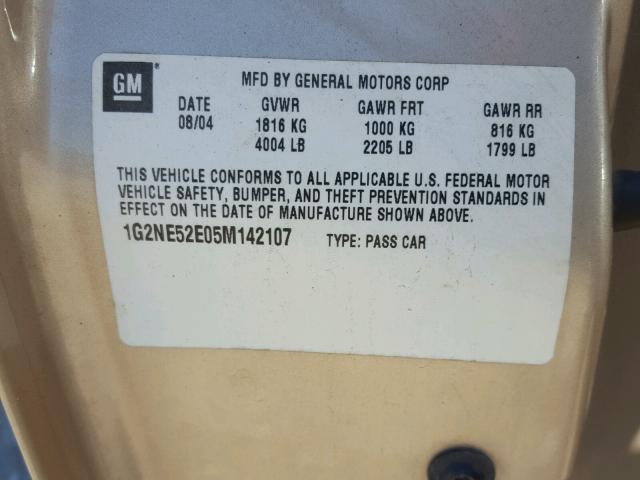 GM ®
MFD BY GENERAL MOTORS CORP
DATE GVWR GAWR FRT GAWR RR
08/04 1816 KG 1000 KG 816 KG
4004 LB 2205 LB 1799 LB
THIS VEHICLE CONFORMS TO ALL APPLICABLE U.S. FEDERAL MOTOR
VEHICLE SAFETY, BUMPER, AND THEFT PREVENTION STANDARDS IN
EFFECT ON THE DATE OF MANUFACTURE SHOWN ABOVE.
1G2NE52E05M142107 TYPE: PASS CAR